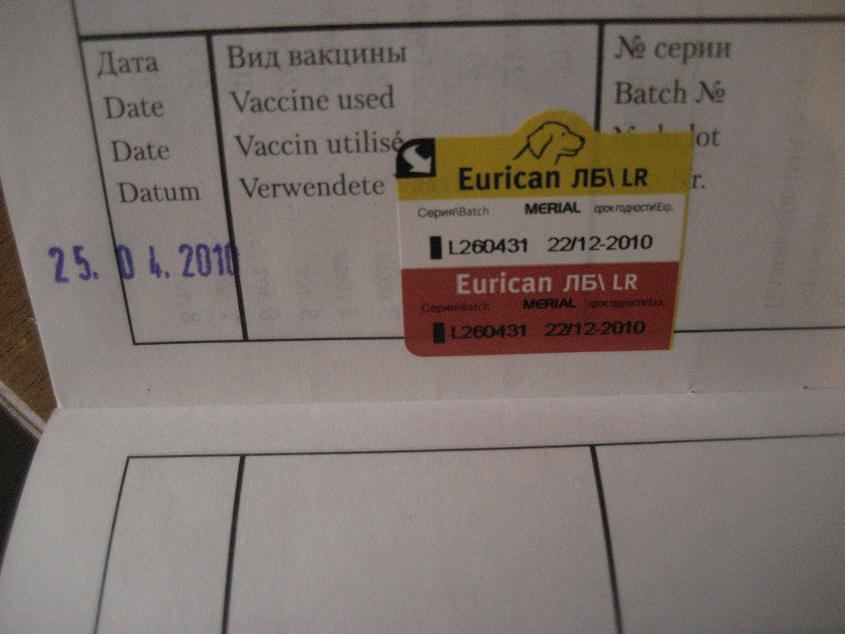 Дата
Date
Date
Datum
25. 04. 2010
Вид вакцины
Vaccine used
Vaccin utilisé
Verwendete
№ серии
Batch №
lot
r.
Eurican ЛБ\ LR
Серия\Batch MERIAL срок годности\Exp.
L260431 22/12-2010
Eurican ЛБ\ LR
Серия\Batch MERIAL срок годности\Exp.
L260431 22/12-2010